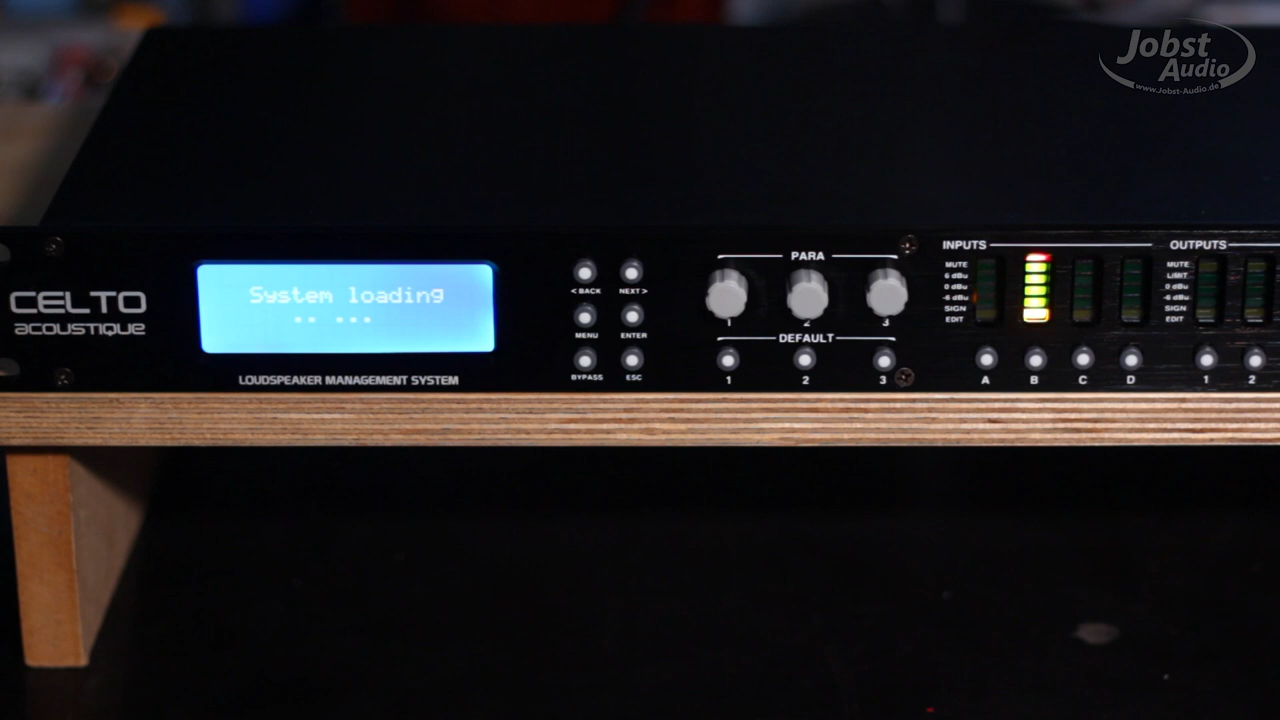 Jobst
Audio
www.Jobst-Audio.de
CELTO
acoustique
System loading
.. ...
LOUDSPEAKER MANAGEMENT SYSTEM
< BACK
NEXT >
MENU
ENTER
BYPASS
ESC
PARA
1 2 3
DEFAULT
1 2 3
INPUTS
MUTE
6 dBu
0 dBu
-6 dBu
SIGN
EDIT
A B C D
OUTPUTS
MUTE
LIMIT
0 dBu
-6 dBu
SIGN
EDIT
1 2